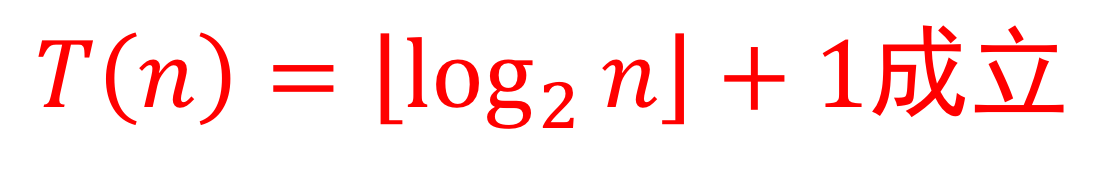 T(n) = ⌊log₂ n⌋ + 1成立